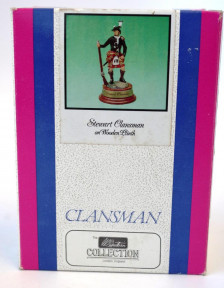 Stewart Clansman
on Wooden Plinth
CLANSMAN
COLLECTION